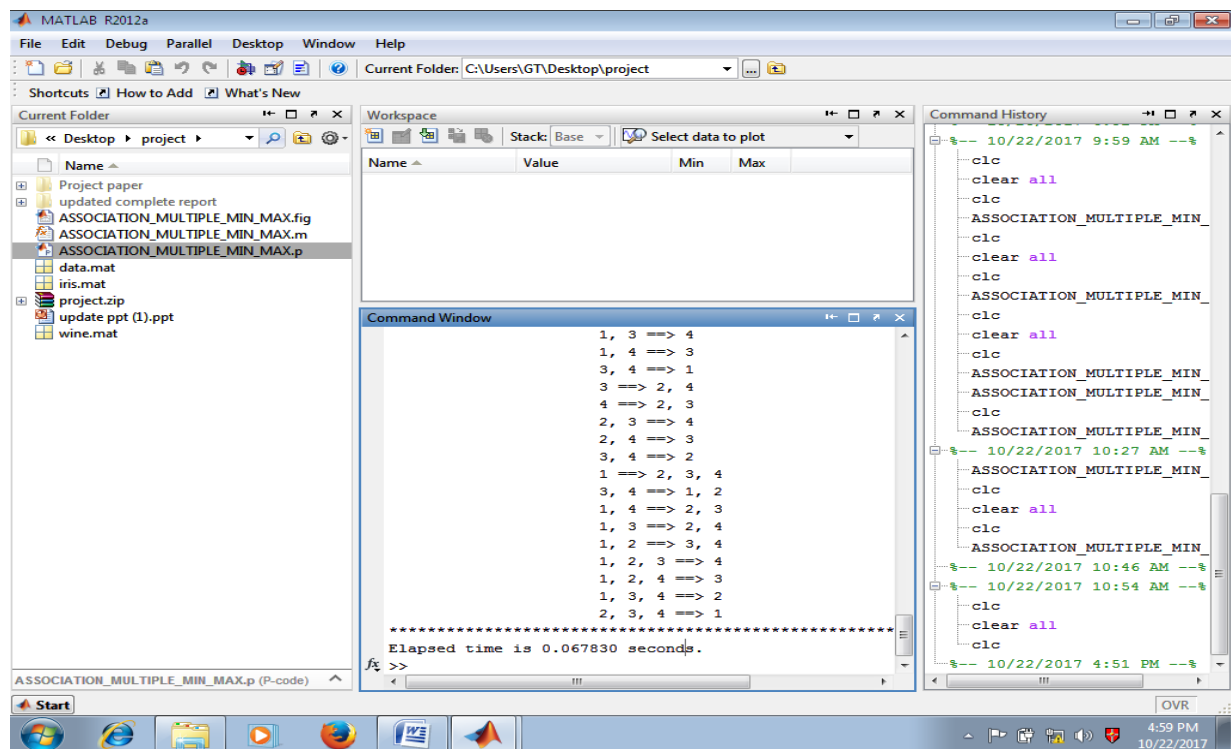 MATLAB R2012a
File Edit Debug Parallel Desktop Window Help
Current Folder: C:\Users\GT\Desktop\project
Shortcuts How to Add What's New
Current Folder
« Desktop ▸ project ▸
Name
Project paper
updated complete report
ASSOCIATION_MULTIPLE_MIN_MAX.fig
ASSOCIATION_MULTIPLE_MIN_MAX.m
ASSOCIATION_MULTIPLE_MIN_MAX.p
data.mat
iris.mat
project.zip
update ppt (1).ppt
wine.mat
ASSOCIATION_MULTIPLE_MIN_MAX.p (P-code)
Workspace
Stack: Base Select data to plot
Name Value Min Max
Command Window
1, 3 ==> 4
1, 4 ==> 3
3, 4 ==> 1
3 ==> 2, 4
4 ==> 2, 3
2, 3 ==> 4
2, 4 ==> 3
3, 4 ==> 2
1 ==> 2, 3, 4
3, 4 ==> 1, 2
1, 4 ==> 2, 3
1, 3 ==> 2, 4
1, 2 ==> 3, 4
1, 2, 3 ==> 4
1, 2, 4 ==> 3
1, 3, 4 ==> 2
2, 3, 4 ==> 1
*****************************************************
Elapsed time is 0.067830 seconds.
fx >>
Command History
%-- 10/22/2017 9:59 AM --%
clc
clear all
clc
ASSOCIATION_MULTIPLE_MIN_
clc
clear all
clc
ASSOCIATION_MULTIPLE_MIN_
clc
clear all
clc
ASSOCIATION_MULTIPLE_MIN_
ASSOCIATION_MULTIPLE_MIN_
clc
ASSOCIATION_MULTIPLE_MIN_
%-- 10/22/2017 10:27 AM --%
ASSOCIATION_MULTIPLE_MIN_
clc
clear all
clc
ASSOCIATION_MULTIPLE_MIN_
%-- 10/22/2017 10:46 AM --%
%-- 10/22/2017 10:54 AM --%
clc
clear all
clc
%-- 10/22/2017 4:51 PM --%
Start
OVR
4:59 PM
10/22/2017